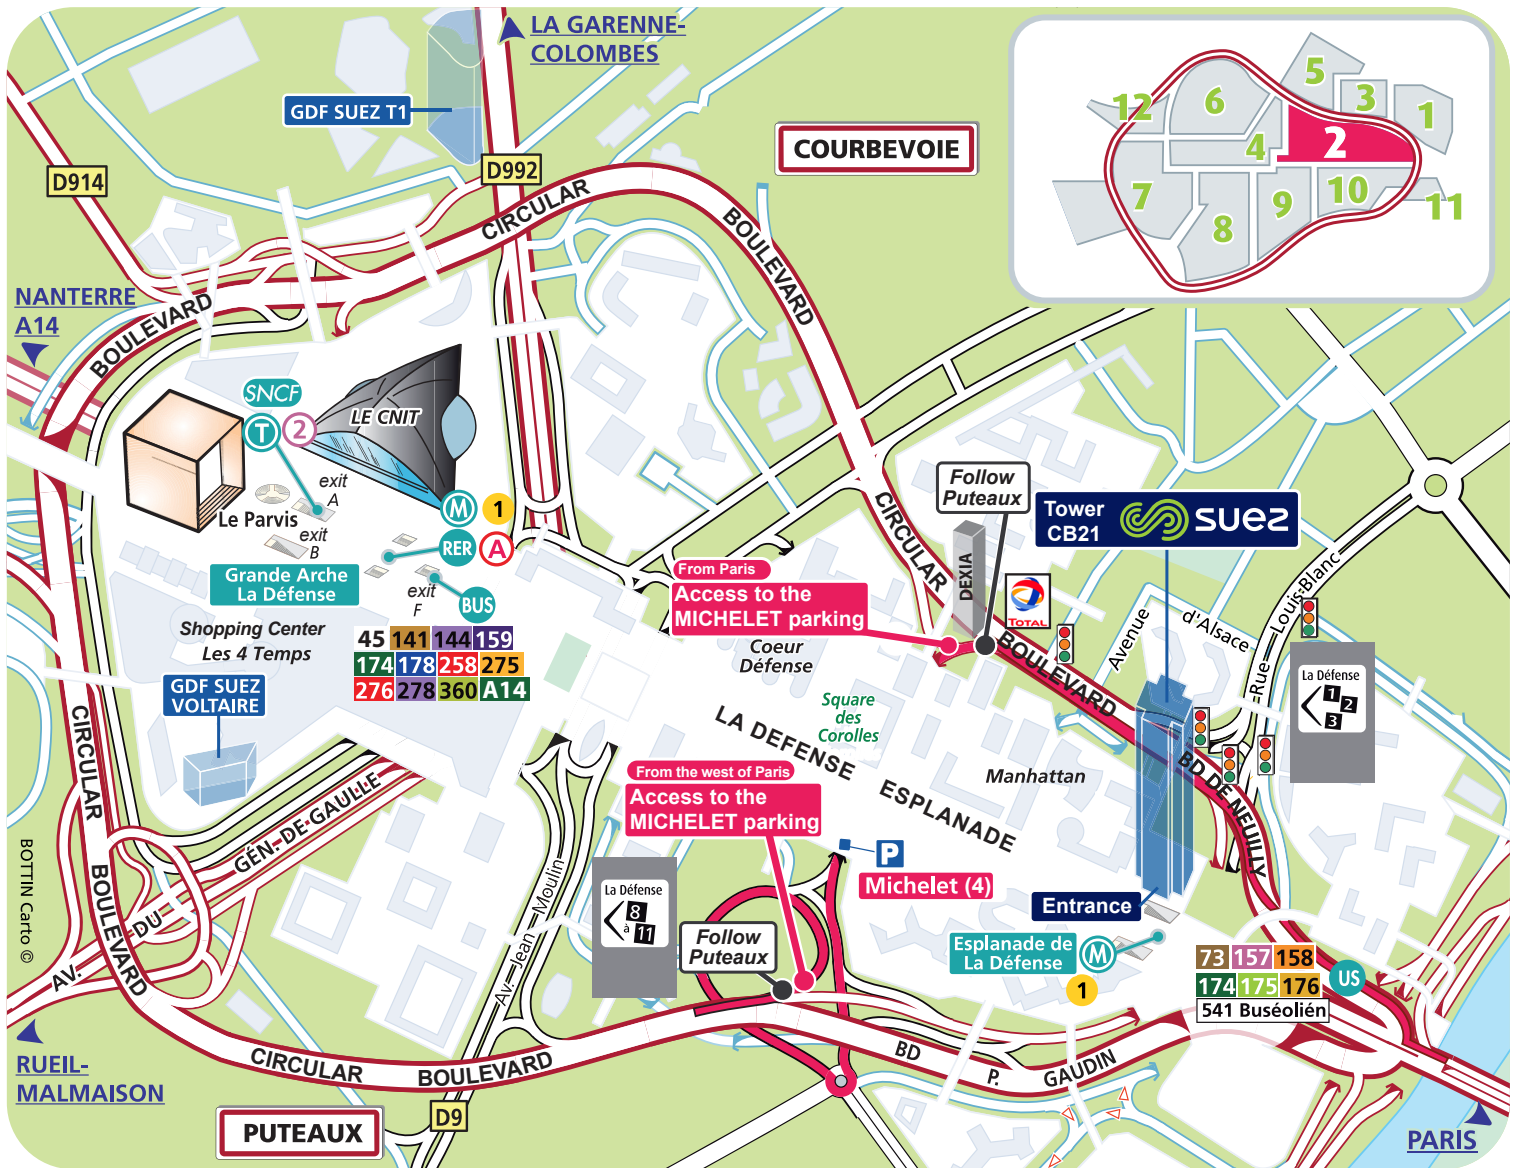 LA GARENNE-
COLOMBES
GDF SUEZ T1
D914
D992
COURBEVOIE
5
6
3
1
12
2
4
7
10
9
11
8
CIRCULAR
BOULEVARD
NANTERRE
A14
BOULEVARD
SNCF
T
2
LE CNIT
exit
A
Le Parvis
exit
B
M
1
RER
A
Grande Arche
La Défense
exit
F
BUS
45 141 144 159
174 178 258 275
276 278 360 A14
Shopping Center
Les 4 Temps
GDF SUEZ
VOLTAIRE
CIRCULAR
Follow
Puteaux
DEXIA
TOTAL
Tower
CB21
suez
From Paris
Access to the
MICHELET parking
Coeur
Défense
BOULEVARD
Avenue
d'Alsace
Rue Louis-Blanc
La Défense
1
2
3
Square
des
Corolles
LA DEFENSE ESPLANADE
Manhattan
BD DE NEUILLY
From the west of Paris
Access to the
MICHELET parking
P
Michelet (4)
La Défense
8
à
11
Follow
Puteaux
Entrance
Esplanade de
La Défense
M
1
73 157 158
174 175 176
541 Buséolién
US
CIRCULAR
BOULEVARD
AV. DU GÉN.-DE-GAULLE
Av. Jean Moulin
BOTTIN Carto ©
RUEIL-
MALMAISON
CIRCULAR BOULEVARD
BD P. GAUDIN
D9
PUTEAUX
PARIS